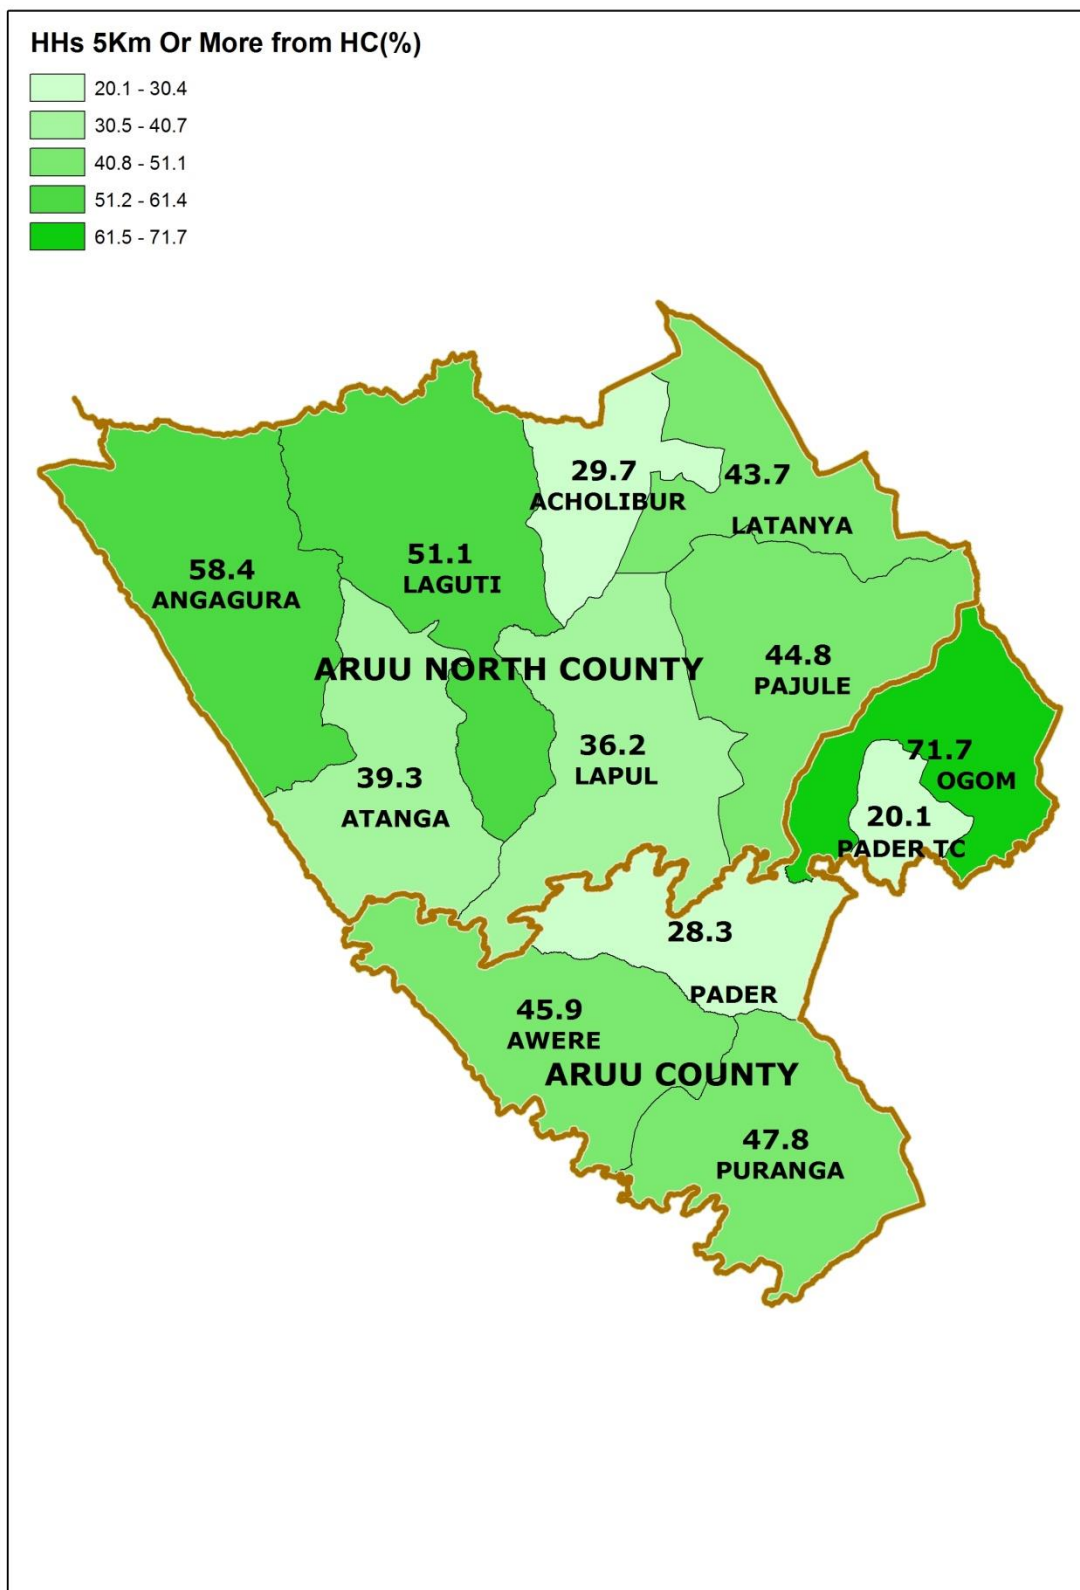 HHs 5Km Or More from HC(%)
20.1 - 30.4
30.5 - 40.7
40.8 - 51.1
51.2 - 61.4
61.5 - 71.7
29.7
ACHOLIBUR
43.7
LATANYA
58.4
ANGAGURA
51.1
LAGUTI
ARUU NORTH COUNTY
44.8
PAJULE
36.2
LAPUL
39.3
ATANGA
71.7
OGOM
20.1
PADER TC
28.3
PADER
45.9
AWERE
ARUU COUNTY
47.8
PURANGA